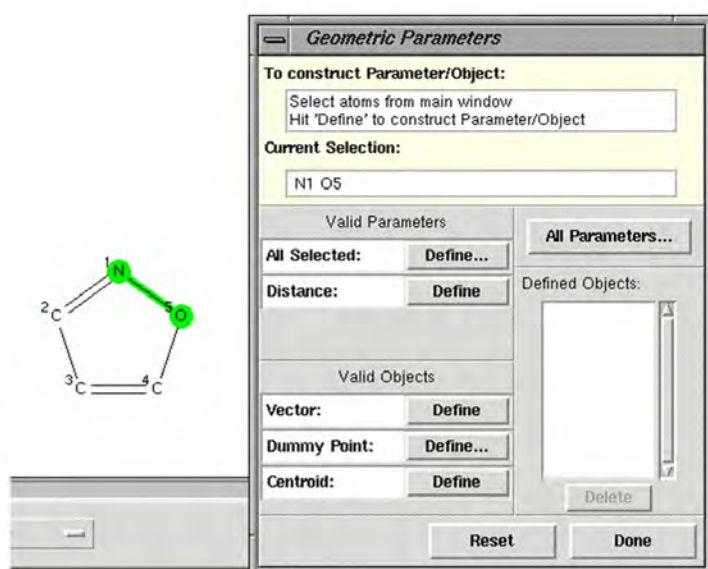 Geometric Parameters
To construct Parameter/Object:
Select atoms from main window
Hit 'Define' to construct Parameter/Object
Current Selection:
N1 O5
Valid Parameters
All Parameters...
All Selected: Define...
Distance: Define
Defined Objects:
Valid Objects
Vector: Define
Dummy Point: Define...
Centroid: Define
Delete
Reset Done
1 N
5 O
2 C
3 C 4 C